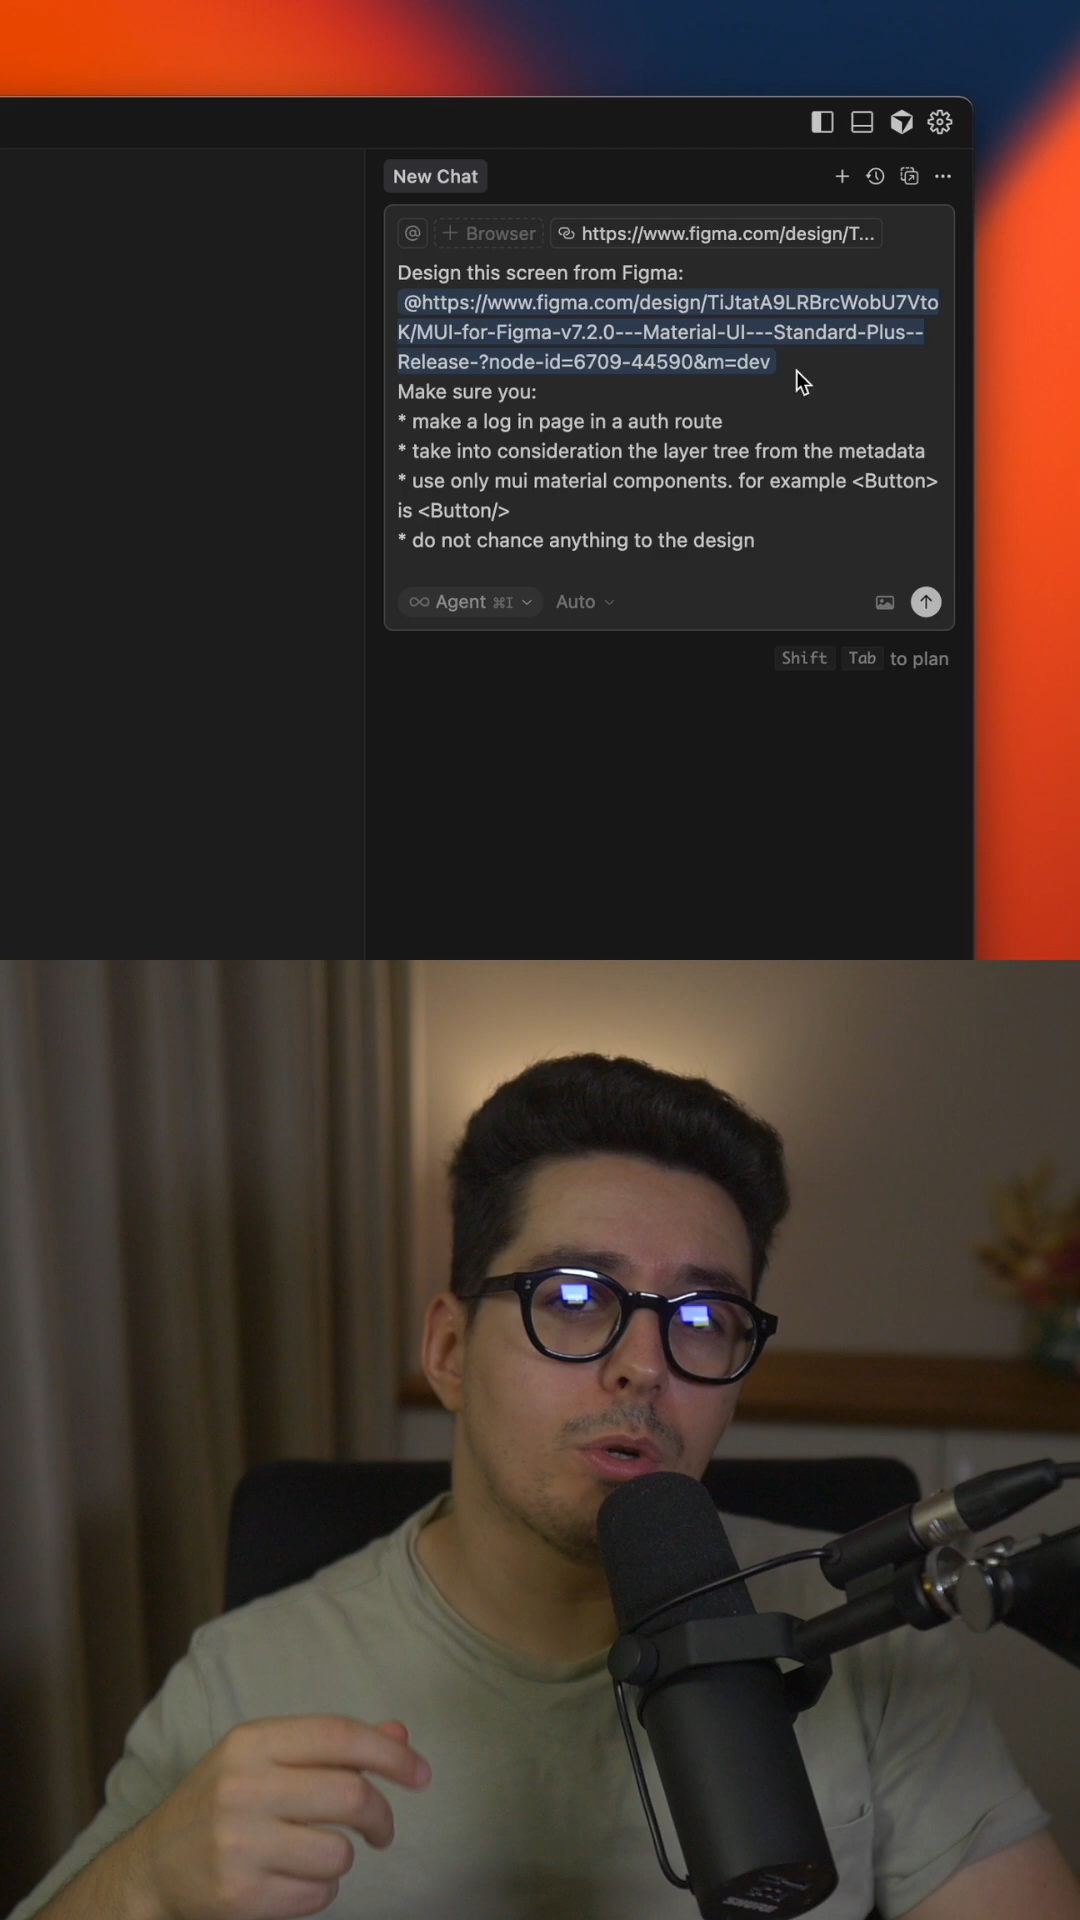 New Chat
@
+ Browser
https://www.figma.com/design/T...
Design this screen from Figma:
@https://www.figma.com/design/TiJtatA9LRBrcWobU7Vto
K/MUI-for-Figma-v7.2.0---Material-UI---Standard-Plus--
Release-?node-id=6709-44590&m=dev
Make sure you:
* make a log in page in a auth route
* take into consideration the layer tree from the metadata
* use only mui material components. for example <Button>
is <Button/>
* do not chance anything to the design
Agent ⌘I
Auto
Shift Tab to plan